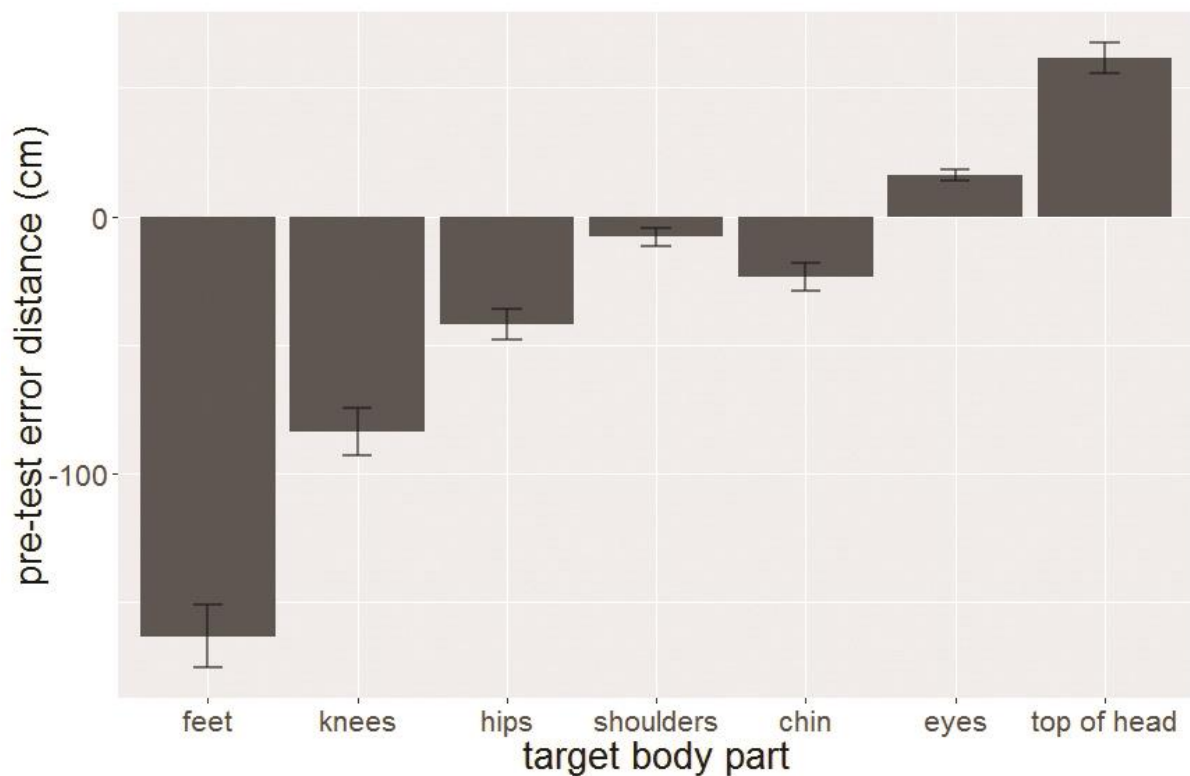 pre-test error distance (cm)
0
-100
feet knees hips shoulders chin eyes top of head
target body part